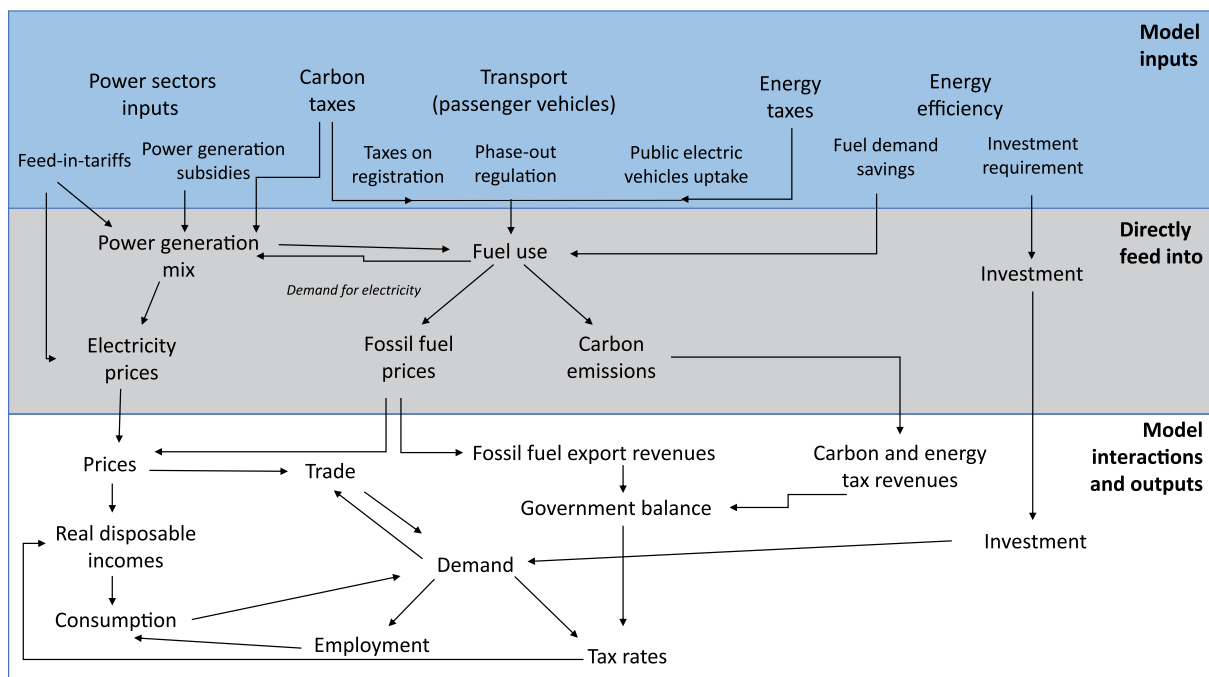 Model
inputs
Power sectors
inputs
Carbon
taxes
Transport
(passenger vehicles)
Energy
taxes
Energy
efficiency
Feed-in-tariffs
Power generation
subsidies
Taxes on
registration
Phase-out
regulation
Public electric
vehicles uptake
Fuel demand
savings
Investment
requirement
Directly
feed into
Power generation
mix
Fuel use
Investment
Demand for electricity
Electricity
prices
Fossil fuel
prices
Carbon
emissions
Model
interactions
and outputs
Prices
Trade
Fossil fuel export revenues
Carbon and energy
tax revenues
Government balance
Real disposable
incomes
Demand
Investment
Consumption
Employment
Tax rates